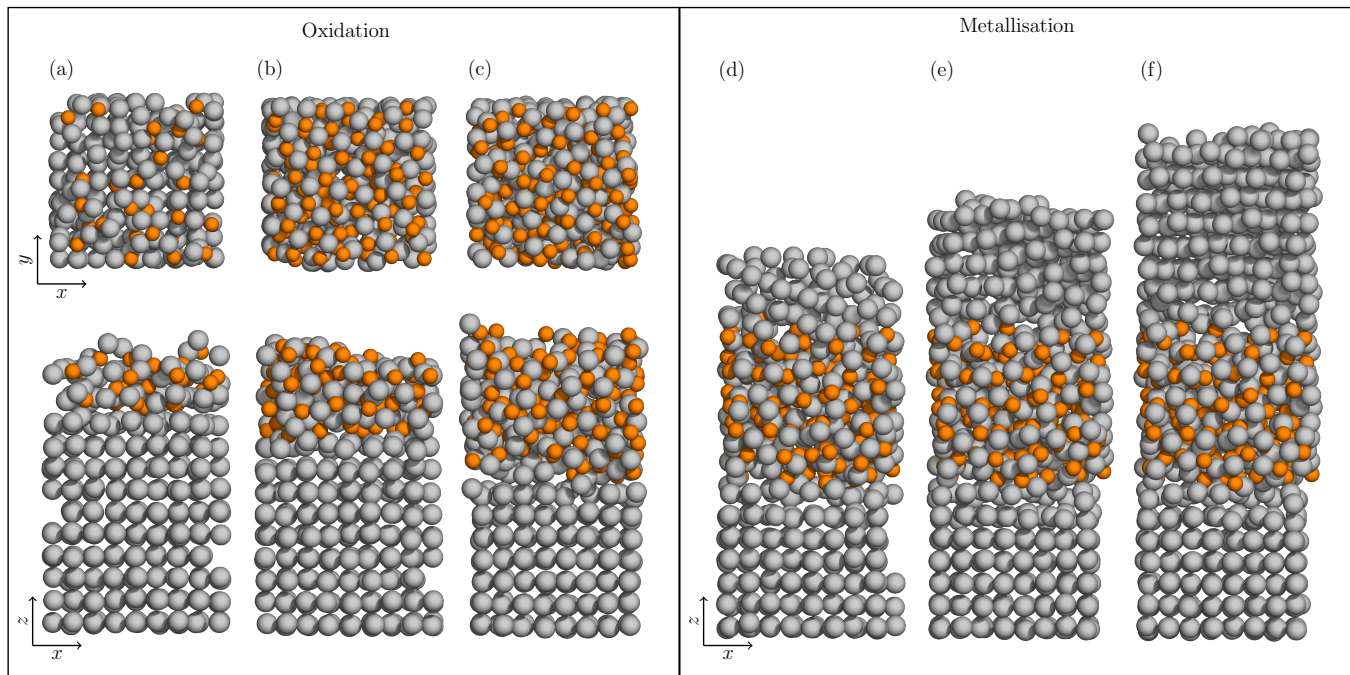 Oxidation
Metallisation
(a)
(b)
(c)
(d)
(e)
(f)
y
x
z
x
z
x